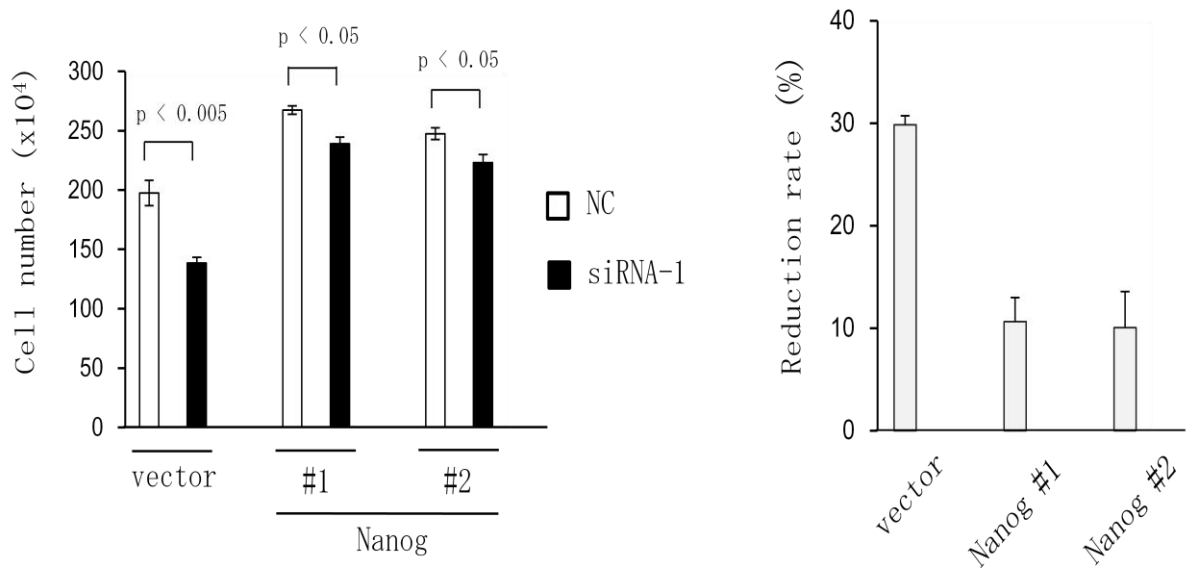 Cell number (x10⁴)
300
250
200
150
100
50
0
p < 0.005
p < 0.05
p < 0.05
vector
#1
#2
Nanog
NC
siRNA-1
Reduction rate (%)
40
30
20
10
0
vector
Nanog #1
Nanog #2